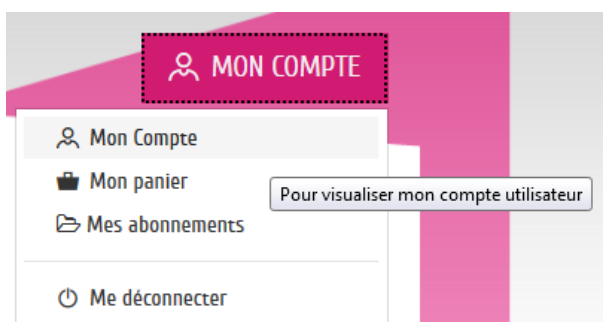 MON COMPTE
Mon Compte
Mon panier
Pour visualiser mon compte utilisateur
Mes abonnements
Me déconnecter